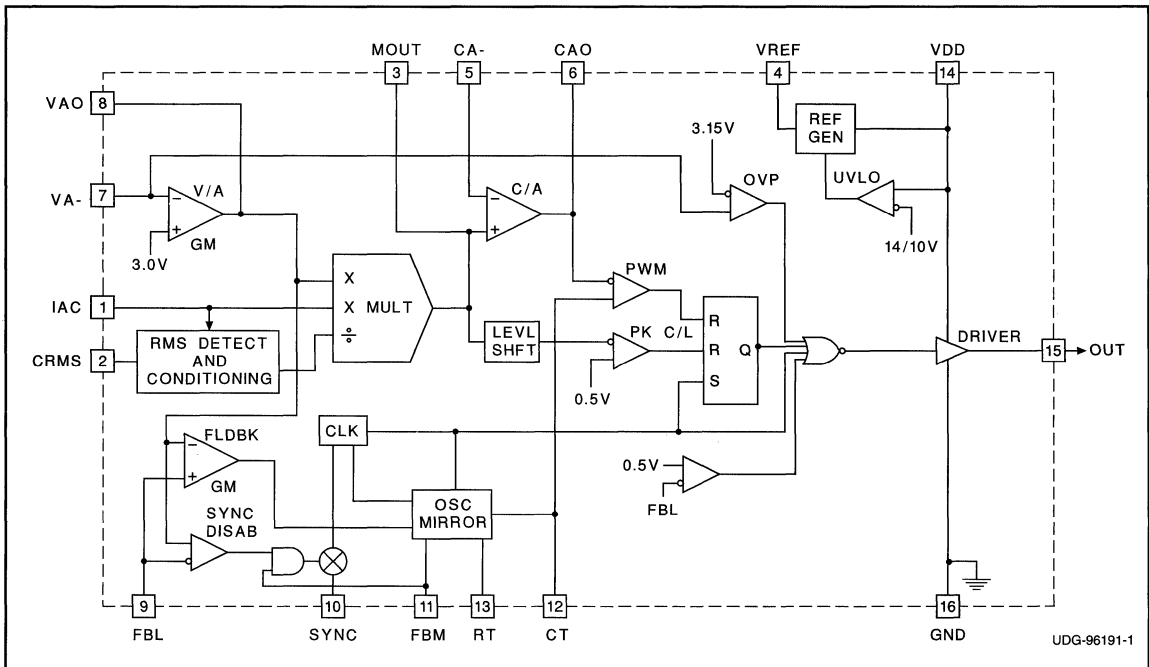 MOUT CA- CAO VREF VDD
3 5 6 4 14
VAO 8
REF
GEN
3.15V
OVP
UVLO
VA- 7
- V/A
+
GM
3.0V
- C/A
+
14/10V
X
X MULT
÷
IAC 1
PWM
LEVL
SHFT
PK C/L
0.5V
R
R Q
S
DRIVER
15 OUT
CRMS 2
RMS DETECT
AND
CONDITIONING
FLDBK
-
+
GM
CLK
0.5V
FBL
OSC
MIRROR
SYNC
DISAB
9 10 11 13 12 16
FBL SYNC FBM RT CT GND
UDG-96191-1